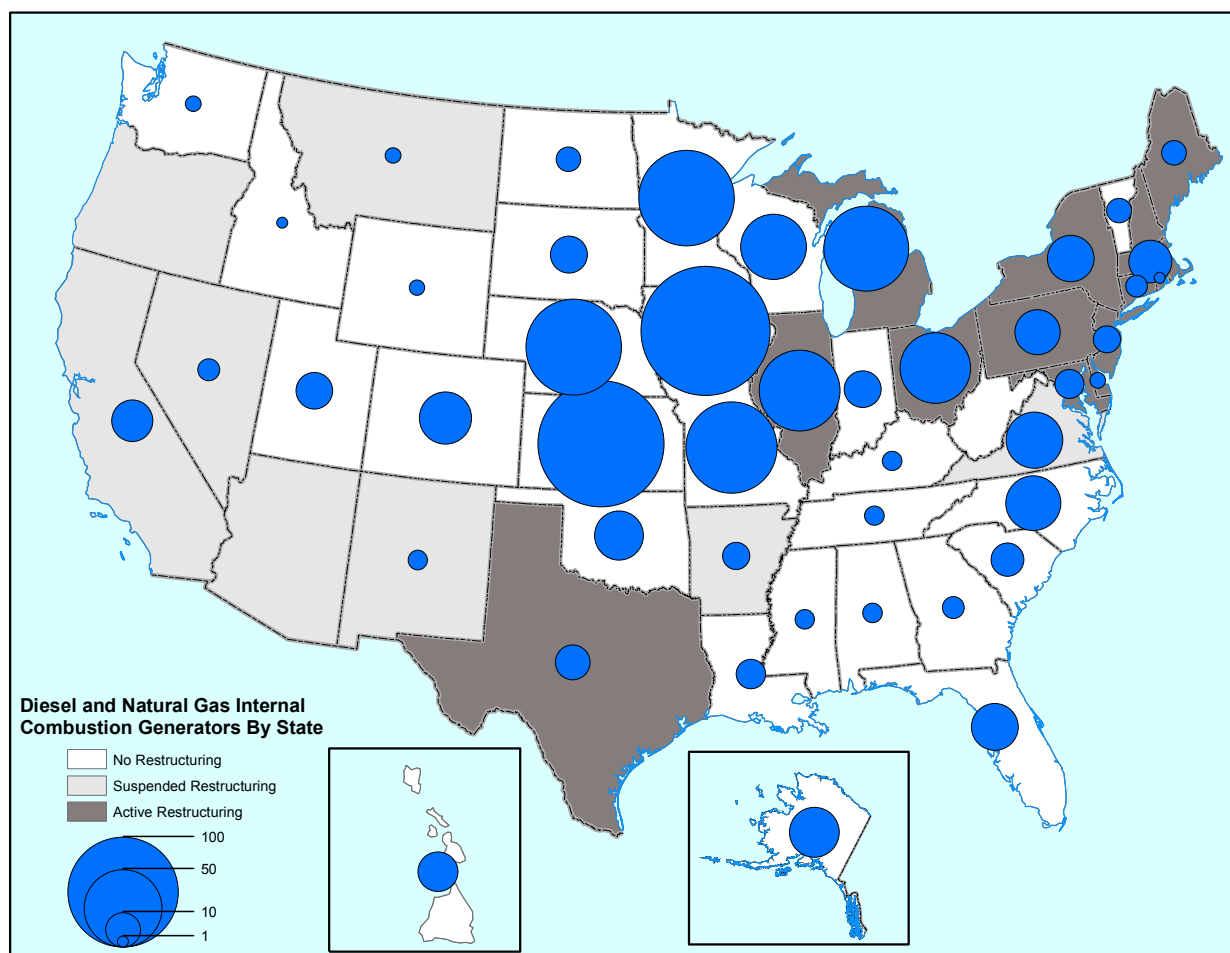 Diesel and Natural Gas Internal
Combustion Generators By State
No Restructuring
Suspended Restructuring
Active Restructuring
100
50
10
1